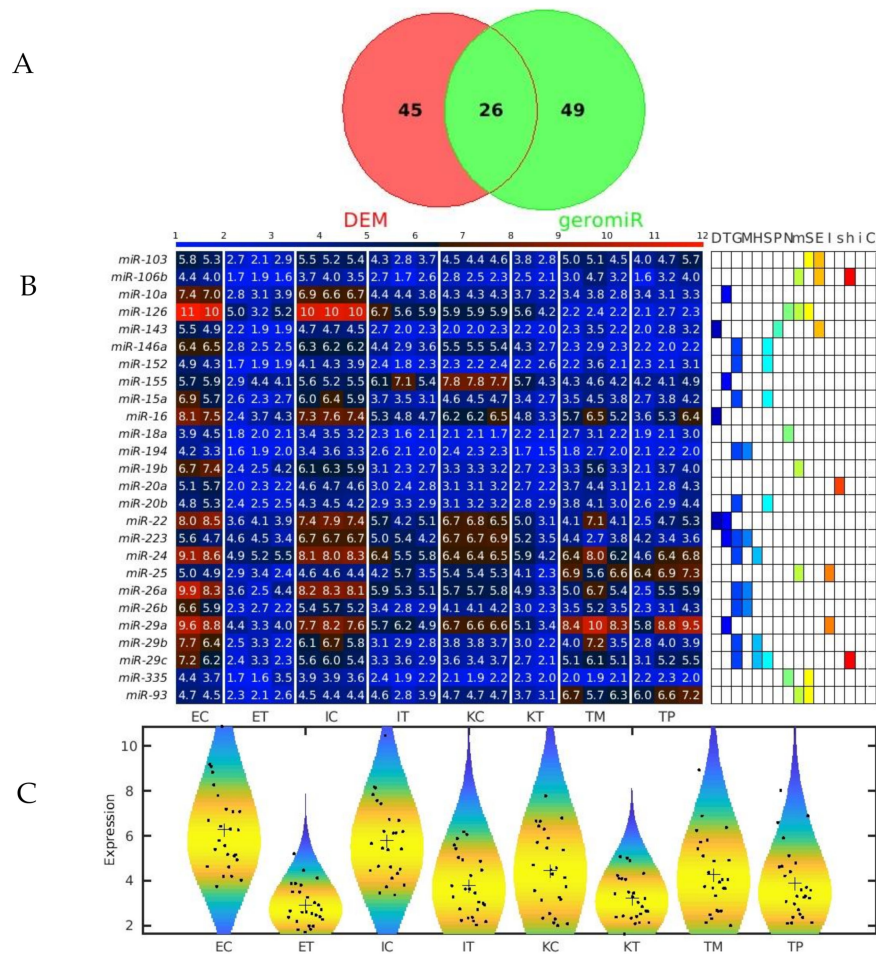 A
45 26 49
DEM geromiR
1 2 3 4 5 6 7 8 9 10 11 12
D T G M H S P N m S E I s h i C
B
miR-103 5.8 5.3 2.7 2.1 2.9 5.5 5.2 5.4 4.3 2.8 3.7 4.5 4.4 4.6 3.8 2.8 5.0 5.1 4.5 4.0 4.7 5.7
miR-106b 4.4 4.0 1.7 1.9 1.6 3.7 4.0 3.5 2.7 1.7 2.6 2.8 2.5 2.3 2.5 2.1 3.0 4.7 3.2 1.6 3.2 4.0
miR-10a 7.4 7.0 2.8 3.1 3.9 6.9 6.6 6.7 4.4 4.4 3.8 4.3 4.3 4.3 3.7 3.2 3.4 3.8 2.8 3.4 3.1 3.3
miR-126 11 10 5.0 3.2 5.2 10 10 10 6.7 5.6 5.9 5.9 5.9 5.9 5.6 4.2 2.2 2.4 2.2 2.1 2.7 2.3
miR-143 5.5 4.9 2.2 1.9 1.9 4.7 4.7 4.5 2.7 2.0 2.3 2.0 2.0 2.2 2.2 2.0 2.3 3.5 2.2 2.0 2.8 3.2
miR-146a 6.4 6.5 2.8 2.5 2.5 6.3 6.2 6.2 4.4 3.6 2.9 5.5 5.5 5.4 4.3 2.7 2.3 2.9 2.3 2.2 2.0 2.2
miR-152 4.9 4.3 1.7 1.9 1.9 4.1 4.3 3.9 2.4 1.8 2.3 2.3 2.2 2.4 2.2 2.6 2.2 3.6 2.1 2.3 2.1 3.1
miR-155 5.7 5.9 2.9 4.4 4.1 5.6 5.2 5.5 6.1 7.1 5.4 7.8 7.8 7.7 5.7 4.3 4.3 4.6 4.2 4.2 4.1 4.9
miR-15a 6.9 5.7 2.6 2.3 2.7 6.0 6.4 5.9 3.7 3.5 3.1 4.6 4.5 4.7 3.4 2.7 3.5 4.5 3.8 2.7 3.8 4.2
miR-16 8.1 7.5 2.4 3.7 4.3 7.3 7.6 7.4 5.3 4.8 4.7 6.2 6.2 6.5 4.8 3.3 5.7 6.5 5.2 3.6 5.3 6.4
miR-18a 3.9 4.5 1.8 2.0 2.1 3.4 3.5 3.2 2.3 1.6 2.1 2.1 2.1 1.7 2.2 2.1 2.7 3.1 2.2 1.9 2.1 3.0
miR-194 4.2 3.3 1.6 1.9 2.0 3.4 3.6 3.3 2.6 2.1 2.0 2.4 2.2 2.3 1.7 1.5 1.8 2.7 2.0 2.1 2.2 2.0
miR-19b 6.7 7.4 2.4 2.5 4.2 6.1 6.3 5.9 3.1 2.3 2.7 3.3 3.3 3.2 2.7 2.3 3.3 5.6 3.3 2.1 3.7 4.0
miR-20a 5.1 5.7 2.0 2.2 2.3 4.6 4.7 4.6 3.0 2.4 2.8 3.1 3.1 3.2 2.7 2.5 3.7 4.4 3.1 2.1 2.8 4.3
miR-20b 4.8 5.3 2.4 2.5 2.5 4.3 4.5 4.2 2.9 3.3 2.9 3.1 3.2 3.2 2.8 2.9 3.8 4.1 3.0 2.6 2.9 4.4
miR-22 8.0 8.5 3.6 4.1 3.9 7.4 7.9 7.4 5.7 4.2 5.1 6.7 6.8 6.5 5.0 3.1 4.1 7.1 4.1 2.5 4.7 5.3
miR-223 5.6 4.7 4.6 4.5 3.3 6.7 6.7 6.7 5.0 5.4 4.2 6.7 6.7 6.9 5.2 3.5 4.4 2.7 3.8 4.2 3.4 3.6
miR-24 9.1 8.6 4.9 5.2 5.5 8.1 8.0 8.3 6.4 5.5 5.8 6.4 6.4 6.5 5.9 4.2 6.4 8.0 6.2 4.6 6.4 6.8
miR-25 5.0 4.9 2.9 3.4 2.4 4.6 4.6 4.4 4.2 5.7 3.5 5.4 5.4 5.3 4.1 2.3 6.9 5.6 6.6 6.4 6.9 7.3
miR-26a 9.9 8.3 3.6 2.5 4.4 8.2 8.3 8.1 5.9 5.3 5.1 5.7 5.7 5.8 4.9 3.3 5.0 6.7 5.4 2.5 5.5 5.9
miR-26b 6.6 5.9 2.3 2.7 2.2 5.4 5.7 5.2 3.4 2.8 2.9 4.1 4.1 4.2 3.0 2.3 3.5 5.2 3.5 2.3 3.1 4.3
miR-29a 9.6 8.8 4.4 3.3 4.0 7.7 8.2 7.6 5.7 6.2 4.9 6.7 6.6 6.6 5.1 3.4 8.4 10 8.3 5.8 8.8 9.5
miR-29b 7.7 6.4 2.5 3.3 2.2 6.1 6.7 5.8 3.1 2.9 2.8 3.8 3.6 3.8 3.1 2.2 4.0 7.2 3.5 2.8 4.0 3.9
miR-29c 7.2 6.2 2.4 3.3 2.3 5.6 6.0 5.4 3.3 3.6 2.9 3.6 3.4 3.7 2.7 2.3 5.1 6.1 5.1 3.1 5.2 5.5
miR-335 4.4 3.7 1.7 1.6 3.5 3.9 3.9 3.6 2.4 2.2 1.9 2.1 2.2 1.6 2.3 2.0 2.0 1.9 2.1 2.2 2.3 2.2
miR-93 4.7 4.5 2.3 2.1 2.6 4.5 4.4 4.4 4.6 2.8 3.9 4.7 4.7 4.7 3.7 3.1 6.7 5.7 6.3 6.0 6.6 7.2
EC ET IC IT KC KT TM TP
C
Expression
10
8
6
4
2
EC ET IC IT KC KT TM TP